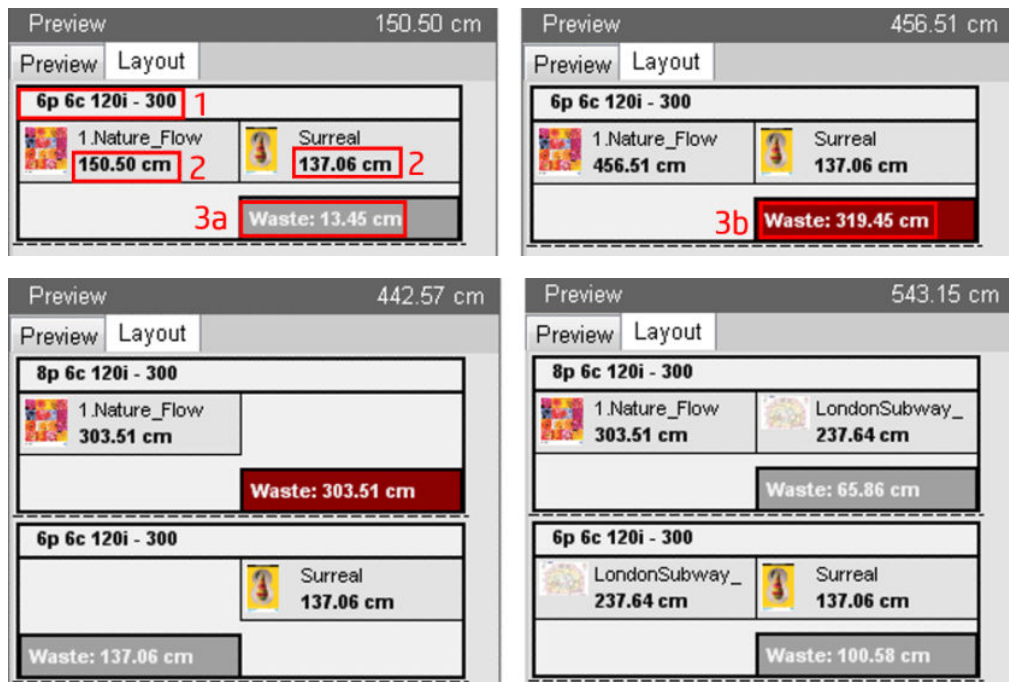 Preview 150.50 cm
Preview Layout
6p 6c 120i - 300 1
1.Nature_Flow Surreal
150.50 cm 2 137.06 cm 2
3a Waste: 13.45 cm
Preview 456.51 cm
Preview Layout
6p 6c 120i - 300
1.Nature_Flow Surreal
456.51 cm 137.06 cm
3b Waste: 319.45 cm
Preview 442.57 cm
Preview Layout
8p 6c 120i - 300
1.Nature_Flow
303.51 cm
Waste: 303.51 cm
6p 6c 120i - 300
Surreal
137.06 cm
Waste: 137.06 cm
Preview 543.15 cm
Preview Layout
8p 6c 120i - 300
1.Nature_Flow LondonSubway_
303.51 cm 237.64 cm
Waste: 65.86 cm
6p 6c 120i - 300
LondonSubway_ Surreal
237.64 cm 137.06 cm
Waste: 100.58 cm